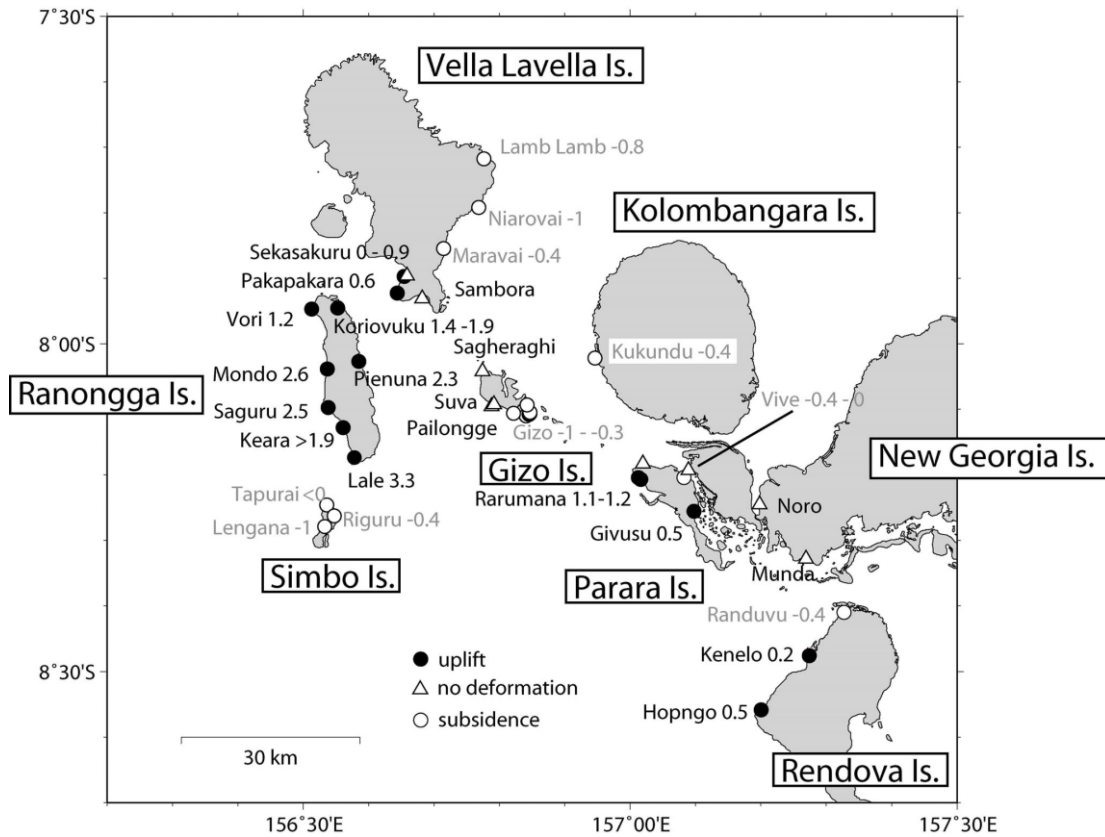 7˚30'S
Vella Lavella Is.
Lamb Lamb -0.8
Kolombangara Is.
Niarovai -1
Sekasakuru 0 - 0.9
Maravai -0.4
Pakapakara 0.6
Sambora
Vori 1.2
Koriovuku 1.4 -1.9
8˚00'S
Sagheraghi
Kukundu -0.4
Mondo 2.6
Pienuna 2.3
Ranongga Is.
Saguru 2.5
Suva
Vive -0.4 - 0
Keara >1.9
Pailongge
Gizo -1 - -0.3
New Georgia Is.
Gizo Is.
Lale 3.3
Rarumana 1.1-1.2
Tapurai <0
Noro
Lengana -1
Riguru -0.4
Givusu 0.5
Simbo Is.
Munda
Parara Is.
Randuvu -0.4
Kenelo 0.2
uplift
8˚30'S
no deformation
Hopngo 0.5
subsidence
30 km
Rendova Is.
156˚30'E
157˚00'E
157˚30'E